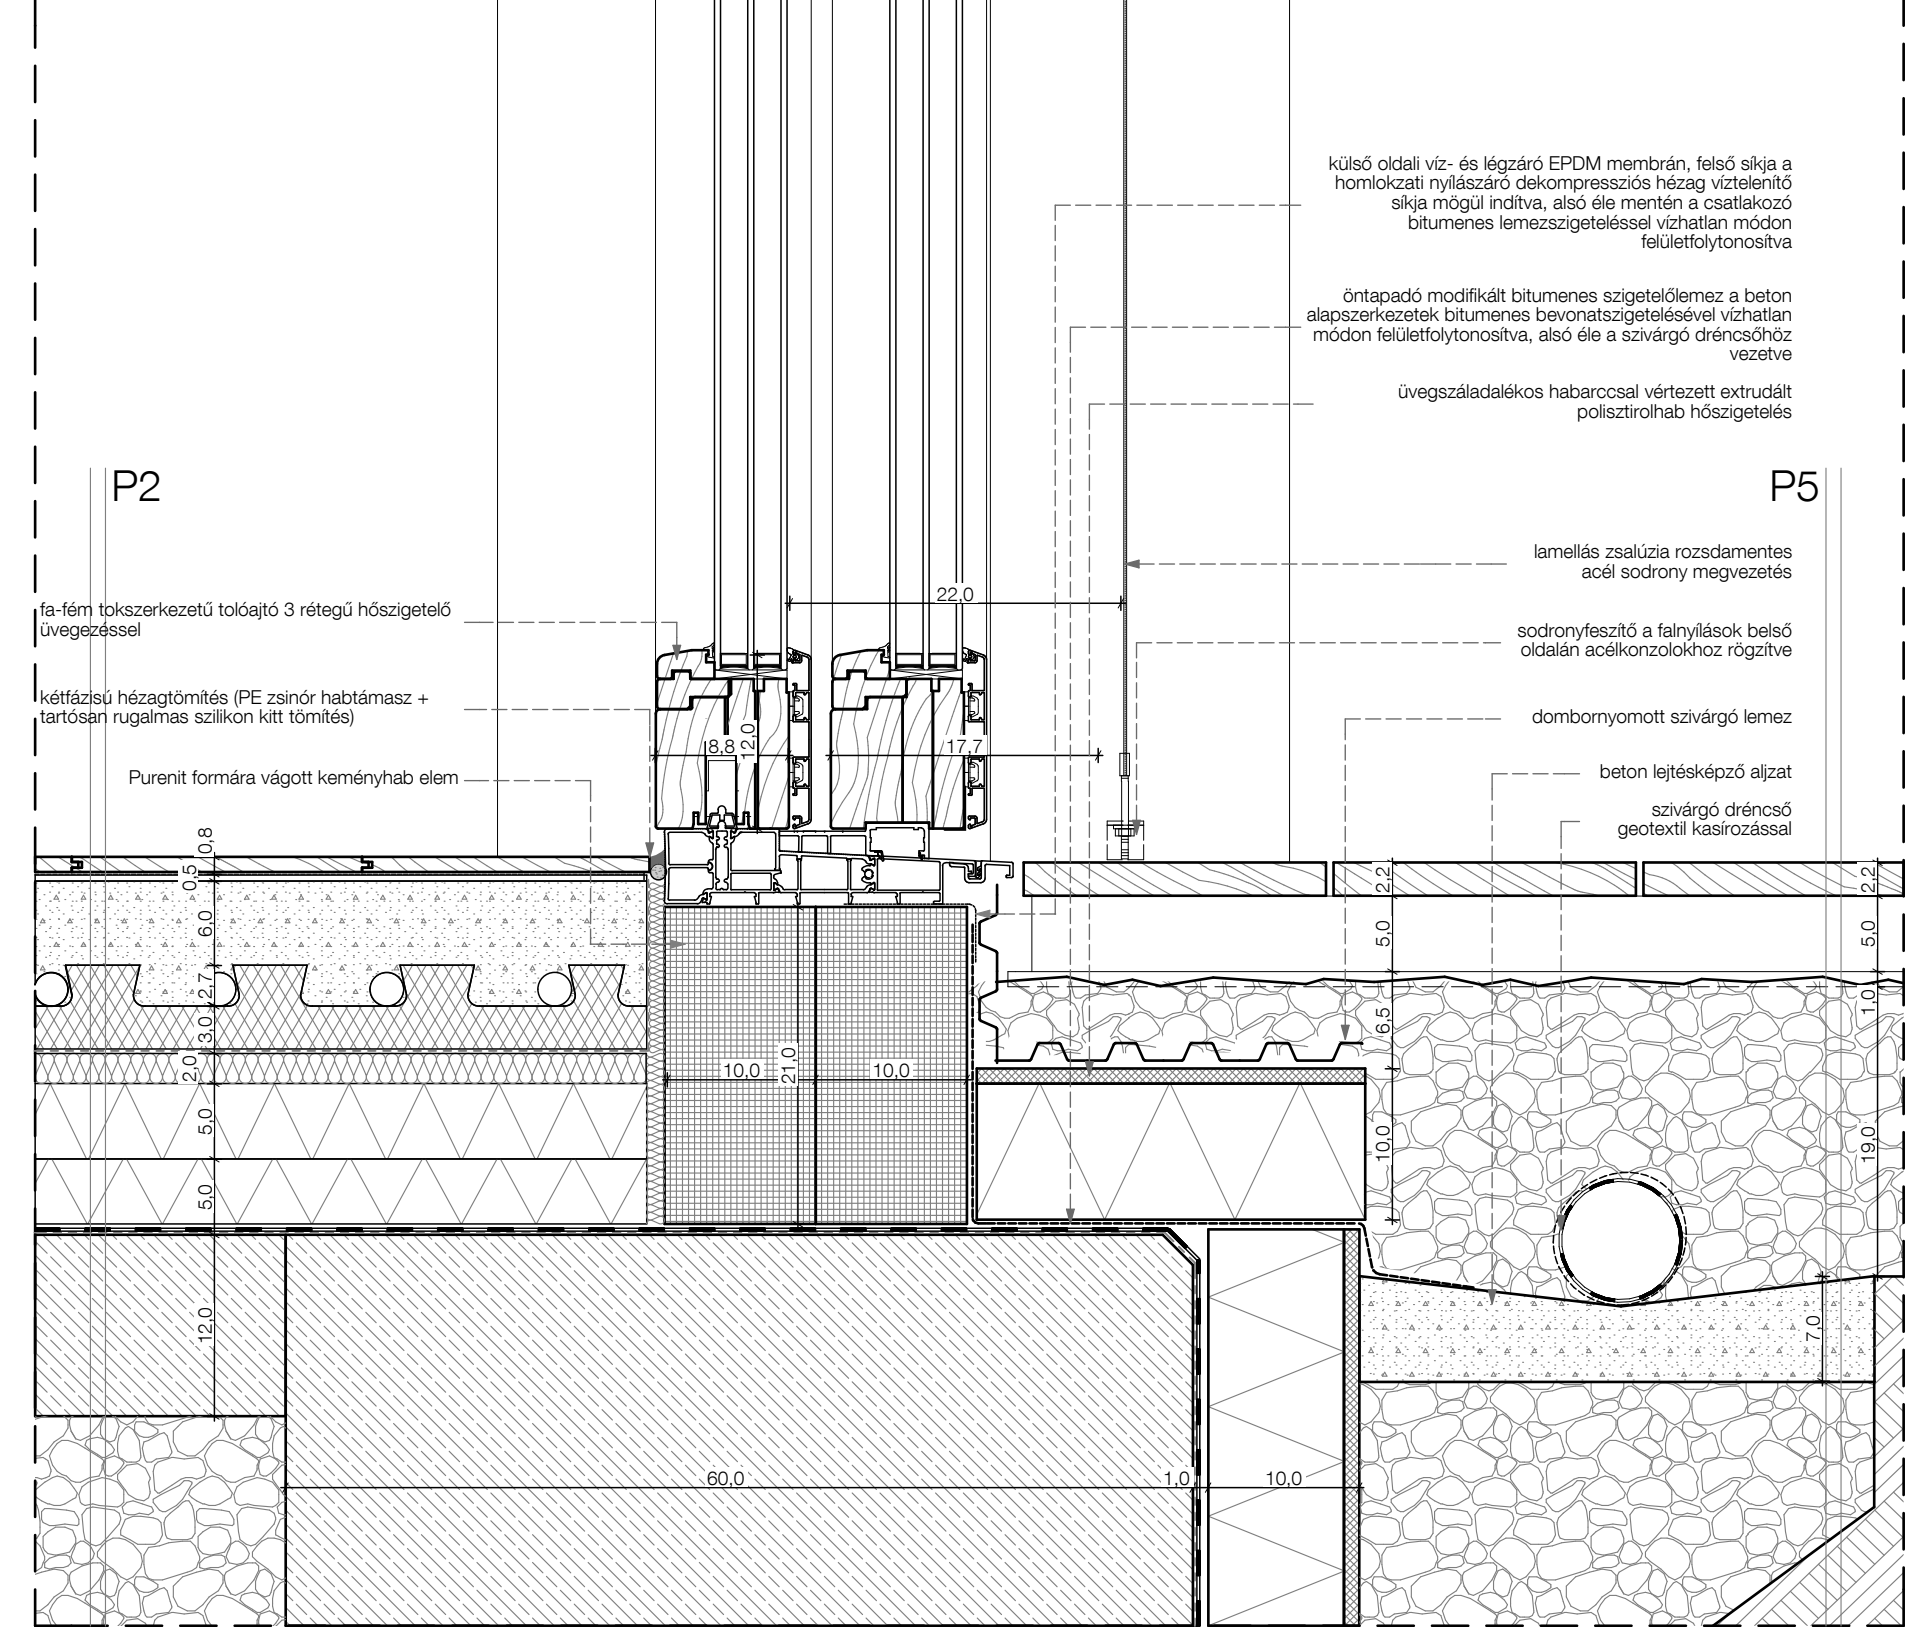 külső oldali víz- és légzáró EPDM membrán, felső síkja a
homlokzati nyílászáró dekompressziós hézag víztelenítő
síkja mögül indítva, alsó éle mentén a csatlakozó
bitumenes lemezszigeteléssel vízhatlan módon
felületfolytonosítva
öntapadó modifikált bitumenes szigetelőlemez a beton
alapszerkezetek bitumenes bevonatszigetelésével vízhatlan
módon felületfolytonosítva, alsó éle a szivárgó dréncsőhöz
vezetve
üvegszáladalékos habarccsal vértezett extrudált
polisztirolhab hőszigetelés
P2
P5
lamellás zsalúzia rozsdamentes
acél sodrony megvezetés
22,0
fa-fém tokszerkezetű tolóajtó 3 rétegű hőszigetelő
üvegezéssel
sodronyfeszítő a falnyílások belső
oldalán acélkonzolokhoz rögzítve
kétfázisú hézagtömítés (PE zsinór habtámasz +
tartósan rugalmas szilikon kitt tömítés)
dombornyomott szivárgó lemez
8,8
12,0
17,7
Purenit formára vágott keményhab elem
beton lejtésképző aljzat
szivárgó dréncső
geotextil kasírozással
0,8
0,5
6,0
2,7
3,0
2,0
5,0
5,0
12,0
10,0
21,0
10,0
2,2
5,0
6,5
10,0
2,2
5,0
1,0
19,0
7,0
60,0
1,0
10,0